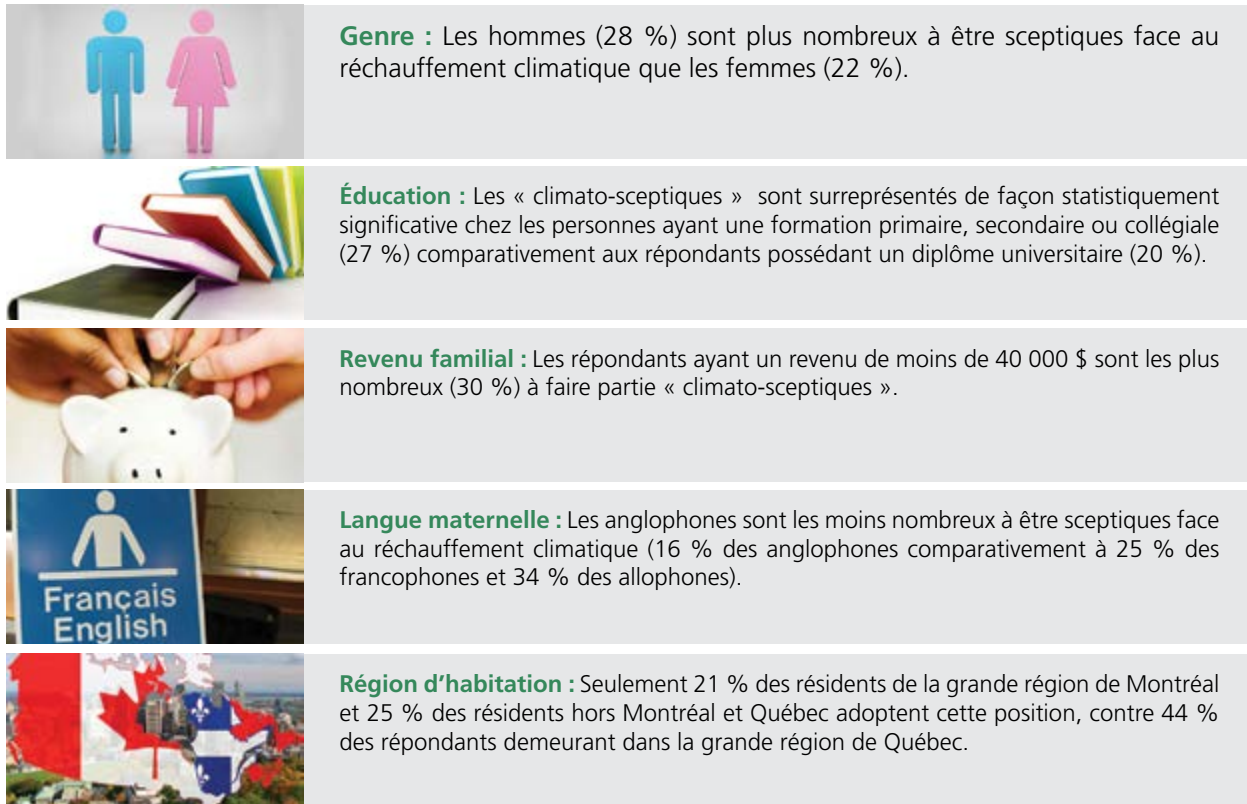 Genre : Les hommes (28 %) sont plus nombreux à être sceptiques face au
réchauffement climatique que les femmes (22 %).
Éducation : Les « climato-sceptiques » sont surreprésentés de façon statistiquement
significative chez les personnes ayant une formation primaire, secondaire ou collégiale
(27 %) comparativement aux répondants possédant un diplôme universitaire (20 %).
Revenu familial : Les répondants ayant un revenu de moins de 40 000 $ sont les plus
nombreux (30 %) à faire partie « climato-sceptiques ».
Français
English
Langue maternelle : Les anglophones sont les moins nombreux à être sceptiques face
au réchauffement climatique (16 % des anglophones comparativement à 25 % des
francophones et 34 % des allophones).
Région d’habitation : Seulement 21 % des résidents de la grande région de Montréal
et 25 % des résidents hors Montréal et Québec adoptent cette position, contre 44 %
des répondants demeurant dans la grande région de Québec.